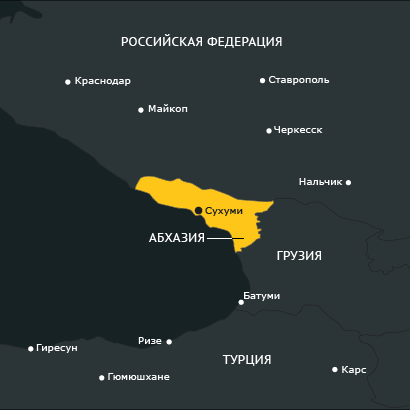 РОССИЙСКАЯ ФЕДЕРАЦИЯ
Краснодар
Ставрополь
Майкоп
Черкесск
Нальчик
Сухуми
АБХАЗИЯ
ГРУЗИЯ
Батуми
Ризе
Гиресун
ТУРЦИЯ
Карс
Гюмюшхане